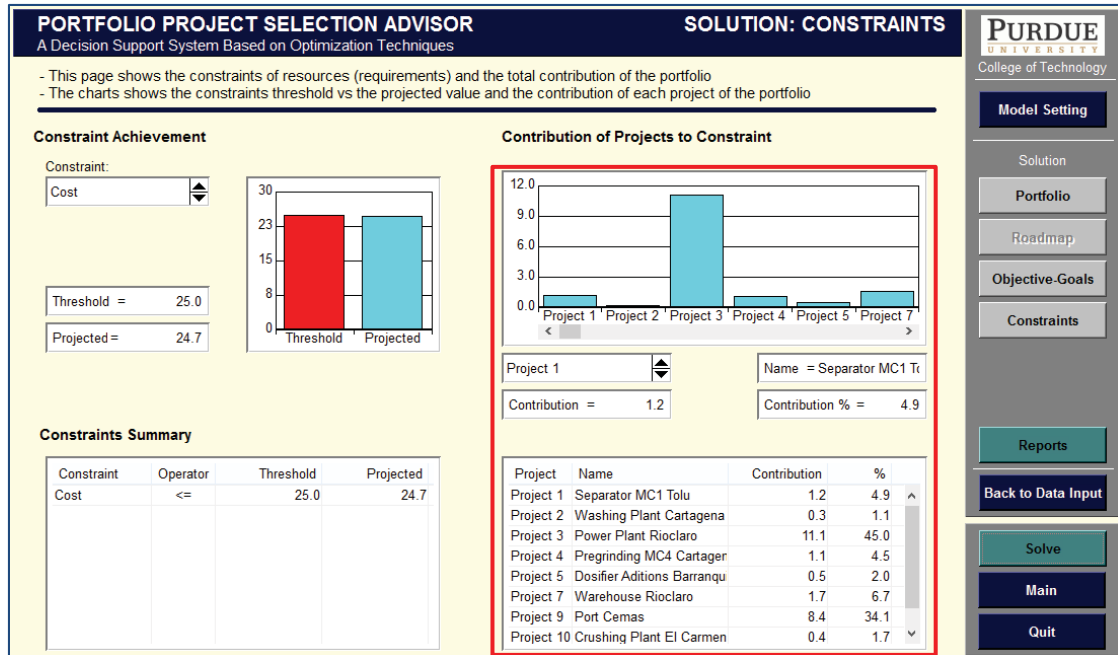 PORTFOLIO PROJECT SELECTION ADVISOR
SOLUTION: CONSTRAINTS
A Decision Support System Based on Optimization Techniques
- This page shows the constraints of resources (requirements) and the total contribution of the portfolio
- The charts shows the constraints threshold vs the projected value and the contribution of each project of the portfolio
Constraint Achievement
Constraint:
Cost
Threshold = 25.0
Projected = 24.7
30
23
15
8
0
Threshold Projected
Contribution of Projects to Constraint
12.0
9.0
6.0
3.0
0.0
Project 1 Project 2 Project 3 Project 4 Project 5 Project 7
Project 1
Name = Separator MC1 To
Contribution = 1.2
Contribution % = 4.9
Constraints Summary
Constraint Operator Threshold Projected
Cost <= 25.0 24.7
Project Name Contribution %
Project 1 Separator MC1 Tolu 1.2 4.9
Project 2 Washing Plant Cartagena 0.3 1.1
Project 3 Power Plant Rioclaro 11.1 45.0
Project 4 Pregrinding MC4 Cartager 1.1 4.5
Project 5 Dosifier Aditions Barranqu 0.5 2.0
Project 7 Warehouse Rioclaro 1.7 6.7
Project 9 Port Cemas 8.4 34.1
Project 10 Crushing Plant El Carmen 0.4 1.7
PURDUE
UNIVERSITY
College of Technology
Model Setting
Solution
Portfolio
Roadmap
Objective-Goals
Constraints
Reports
Back to Data Input
Solve
Main
Quit